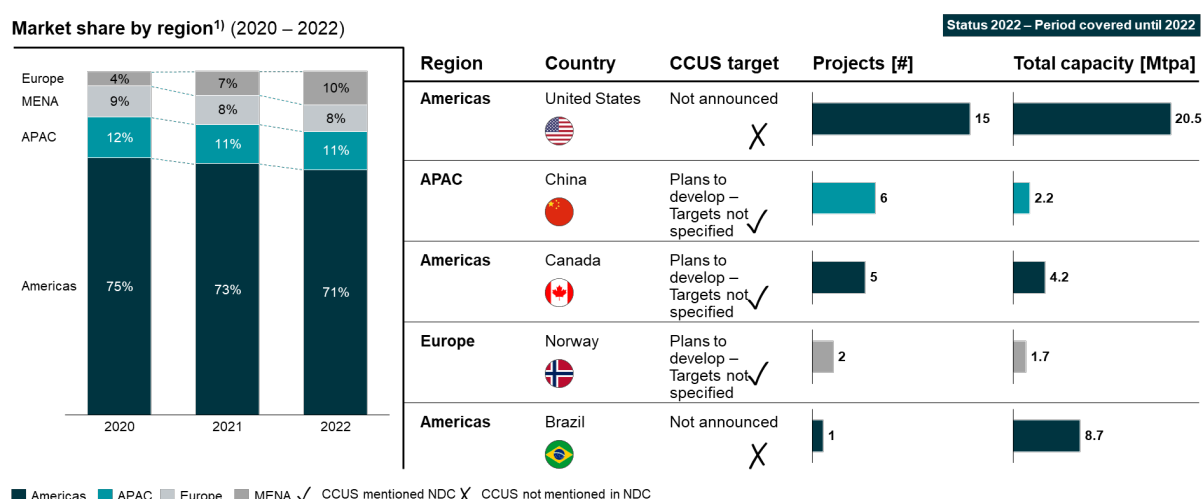 Market share by region1) (2020 – 2022)
Status 2022 – Period covered until 2022
Europe
MENA
APAC
Americas
4%
9%
12%
75%
7%
8%
11%
73%
10%
8%
11%
71%
2020
2021
2022
Region
Country
CCUS target
Projects [#]
Total capacity [Mtpa]
Americas
United States
Not announced
15
20.5
APAC
China
Plans to
develop –
Targets not
specified
6
2.2
Americas
Canada
Plans to
develop –
Targets not
specified
5
4.2
Europe
Norway
Plans to
develop –
Targets not
specified
2
1.7
Americas
Brazil
Not announced
1
8.7
Americas
APAC
Europe
MENA
CCUS mentioned NDC
CCUS not mentioned in NDC